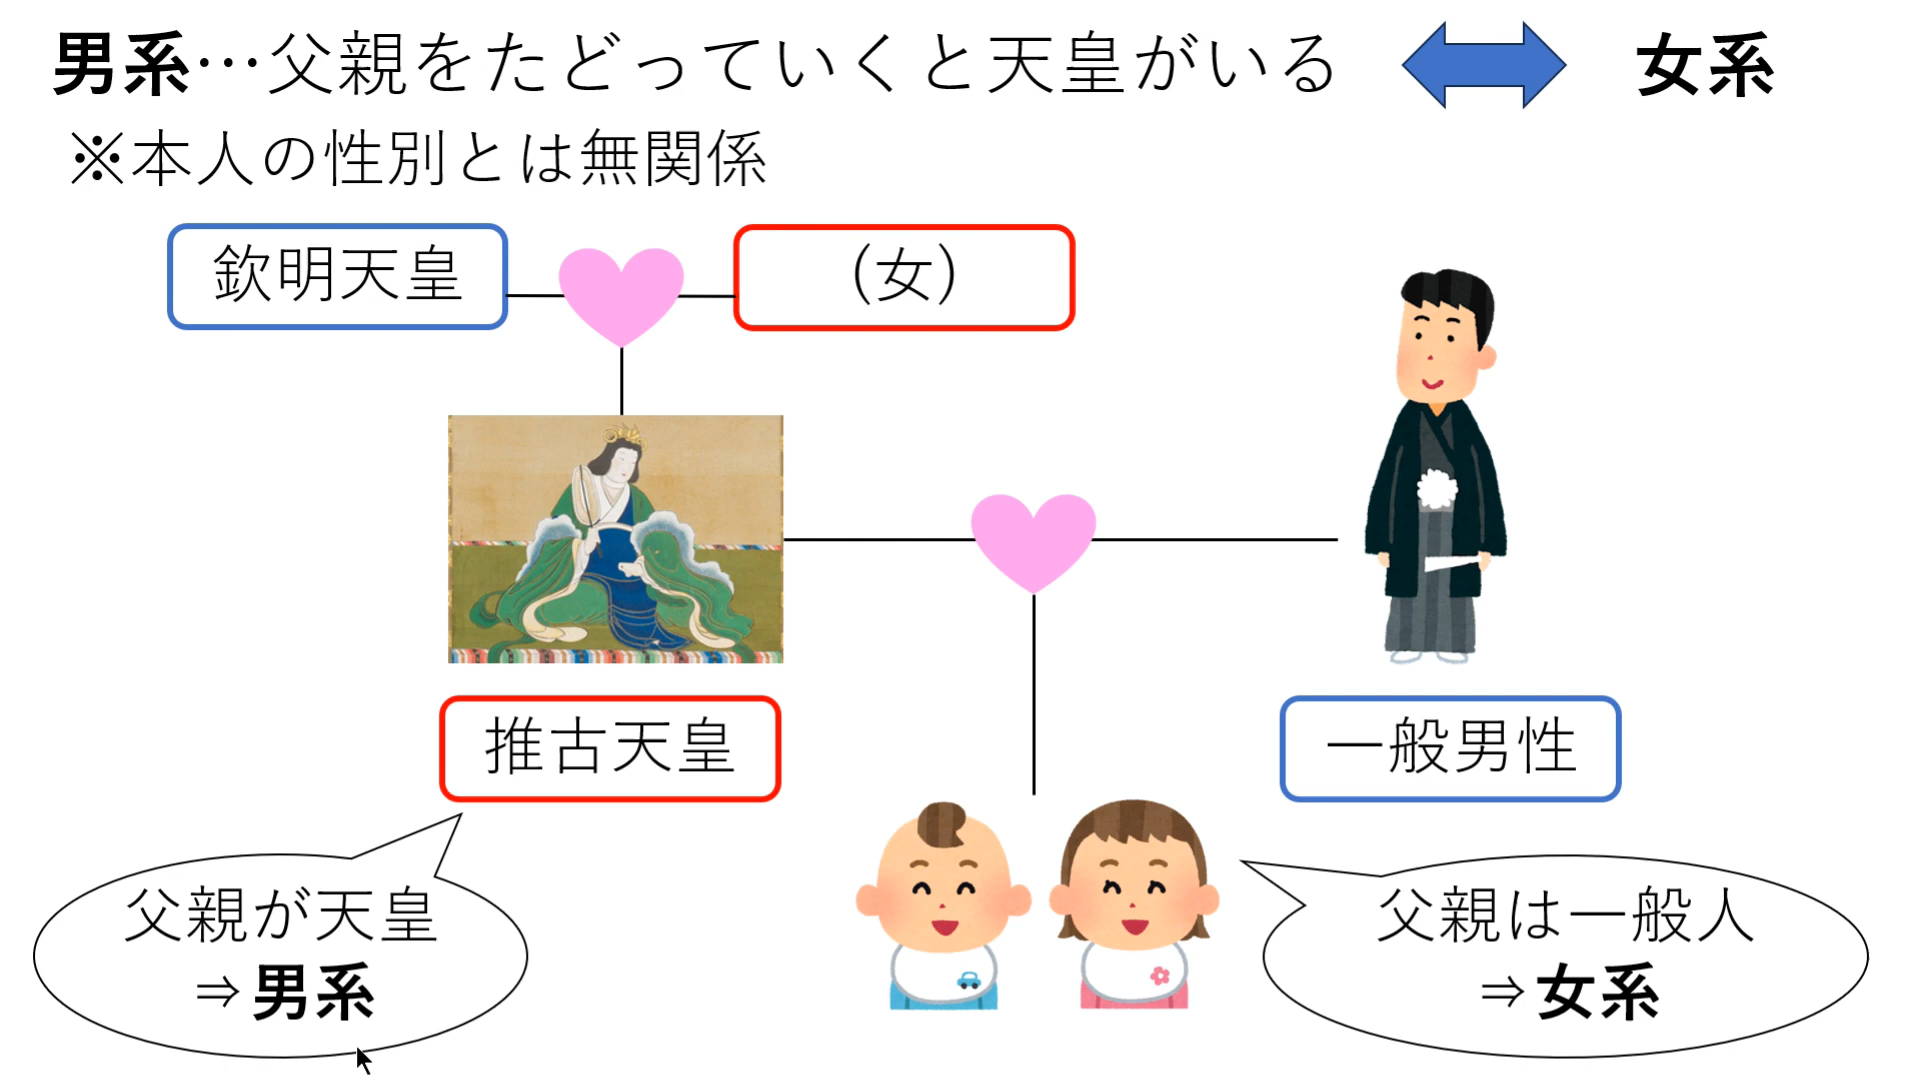 男系…父親をたどっていくと天皇がいる 女系
※本人の性別とは無関係
欽明天皇
（女）
推古天皇
一般男性
父親が天皇
⇒男系
父親は一般人
⇒女系